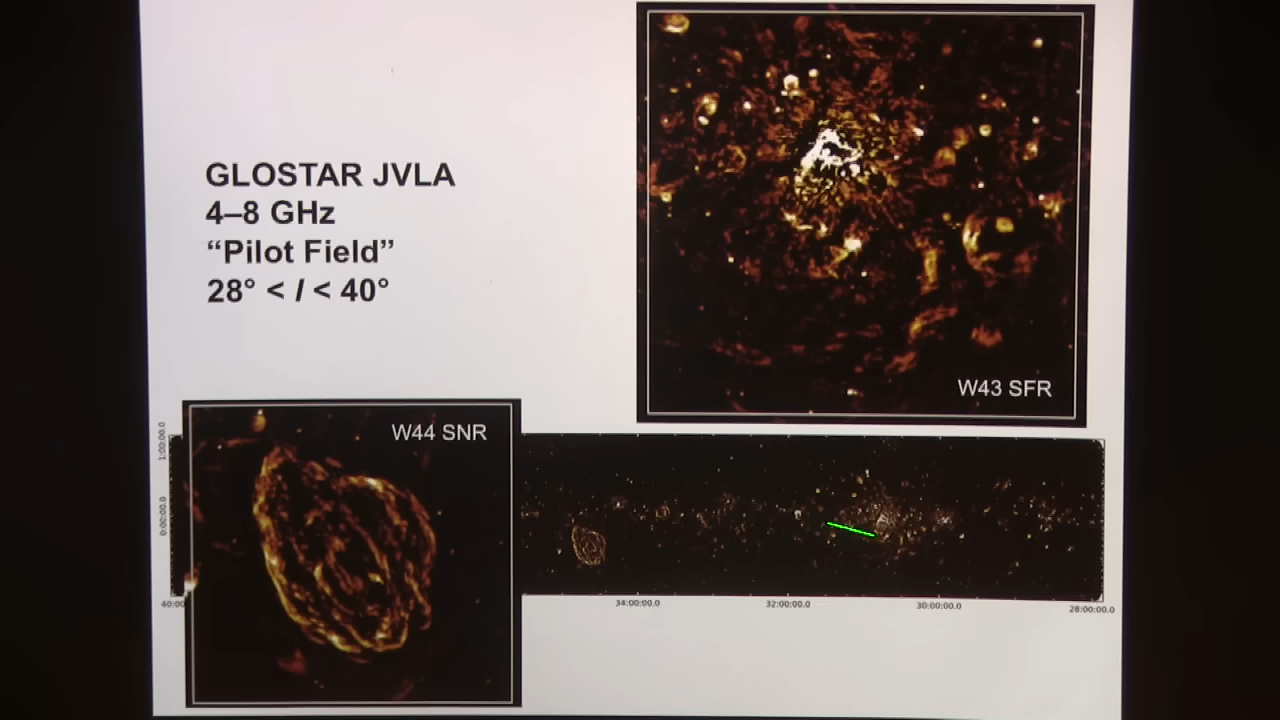 GLOSTAR JVLA
4–8 GHz
“Pilot Field”
28° < l < 40°
W43 SFR
W44 SNR
1:00:00.0
0:00:00.0
40:00
34:00:00.0
32:00:00.0
30:00:00.0
28:00:00.0